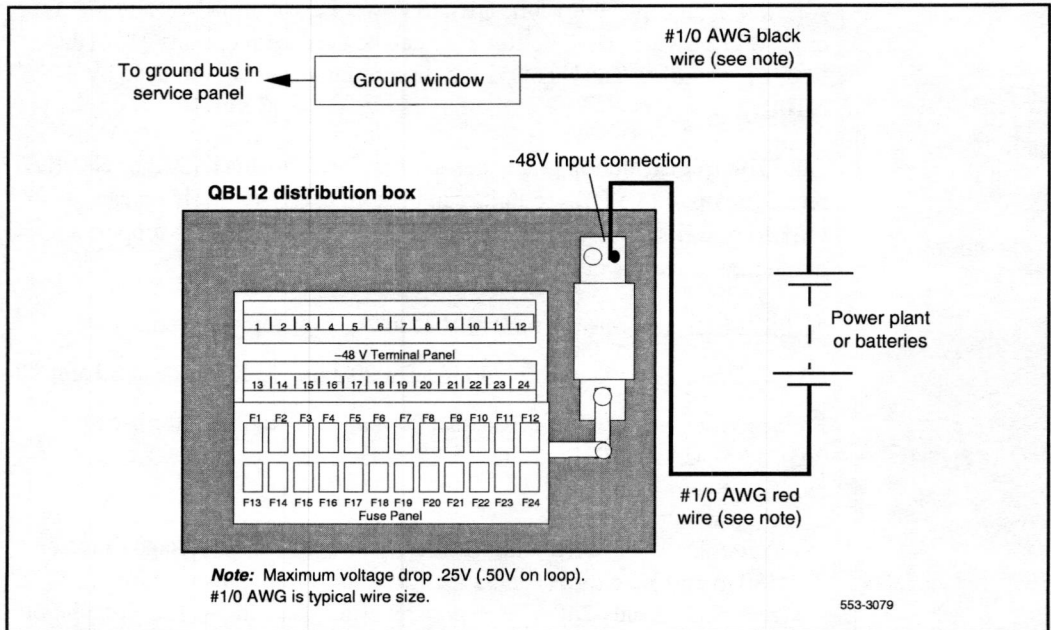 #1/0 AWG black
wire (see note)
To ground bus in
service panel
Ground window
-48V input connection
QBL12 distribution box
1 2 3 4 5 6 7 8 9 10 11 12
–48 V Terminal Panel
13 14 15 16 17 18 19 20 21 22 23 24
F1 F2 F3 F4 F5 F6 F7 F8 F9 F10 F11 F12
F13 F14 F15 F16 F17 F18 F19 F20 F21 F22 F23 F24
Fuse Panel
Power plant
or batteries
#1/0 AWG red
wire (see note)
Note: Maximum voltage drop .25V (.50V on loop).
#1/0 AWG is typical wire size.
553-3079